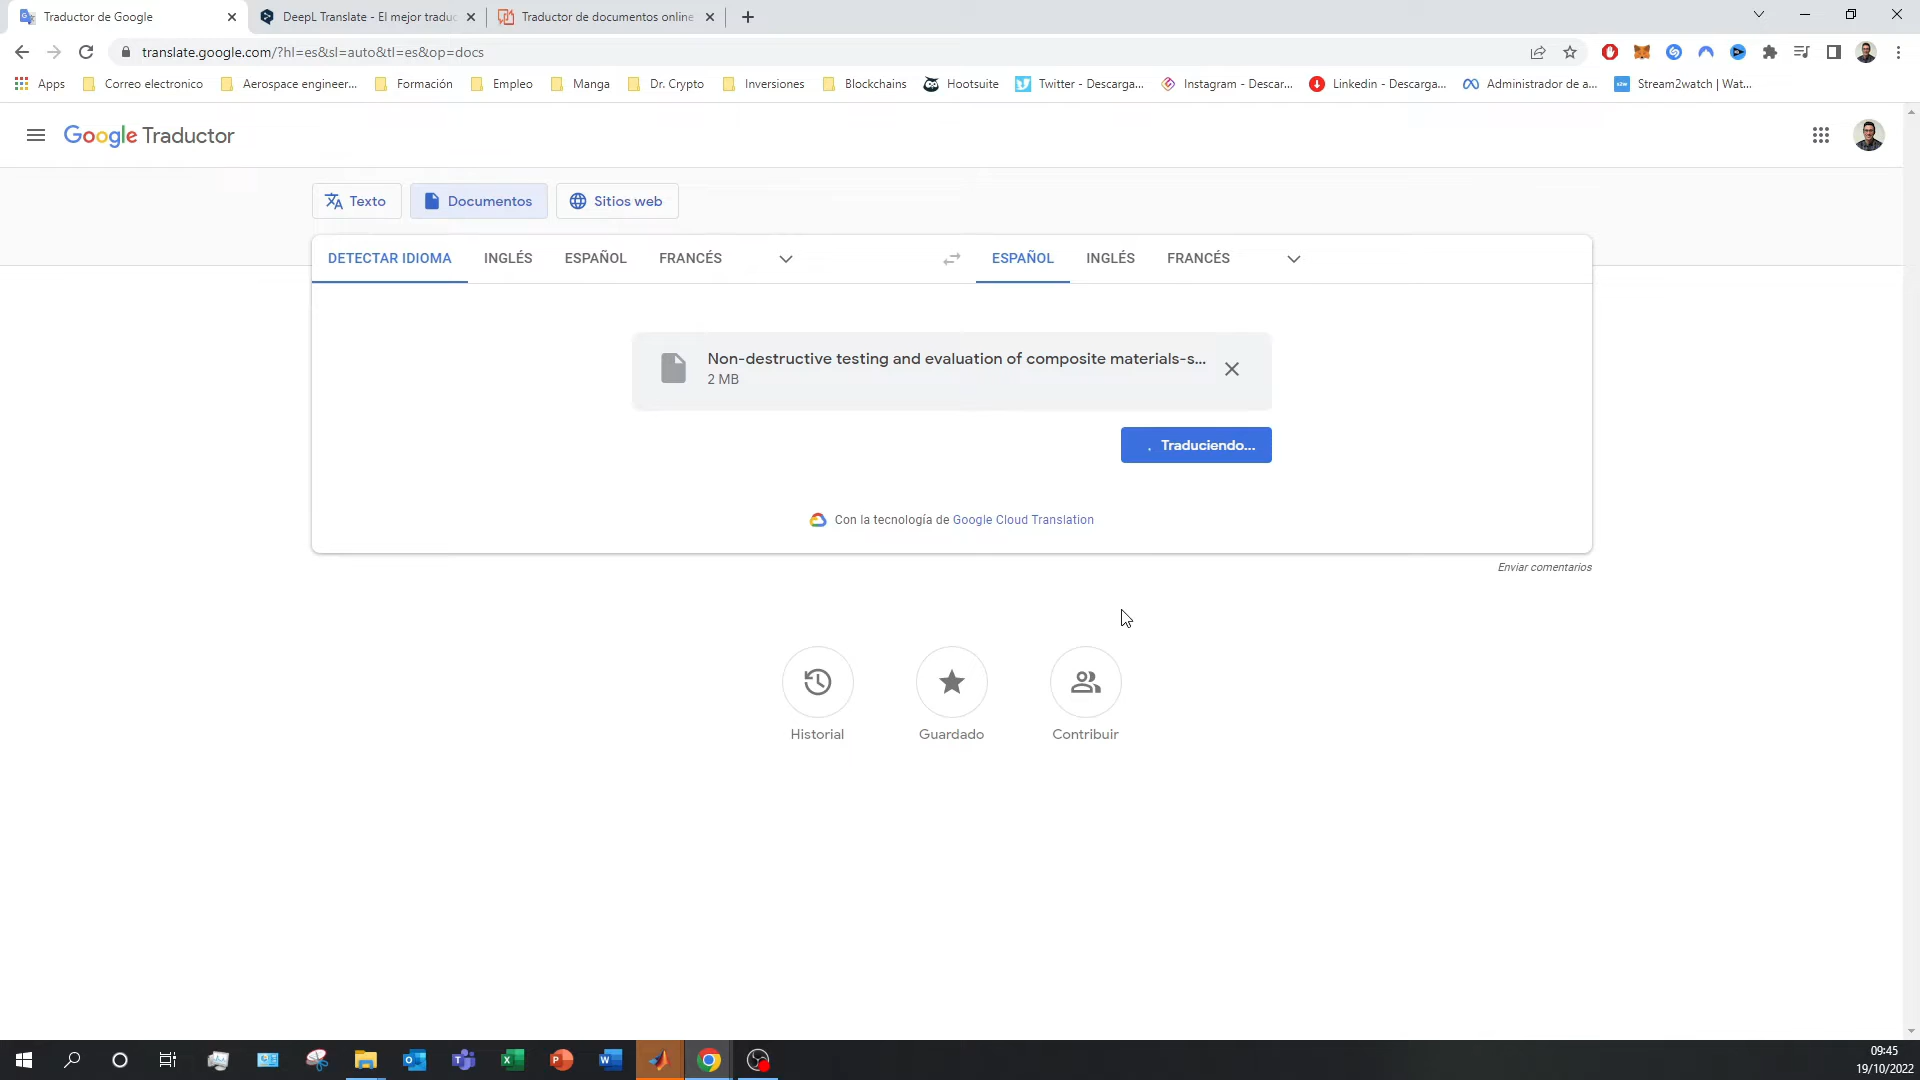 Traductor de Google
DeepL Translate - El mejor traduc
Traductor de documentos online
translate.google.com/?hl=es&sl=auto&tl=es&op=docs
Apps
Correo electronico
Aerospace engineer...
Formación
Empleo
Manga
Dr. Crypto
Inversiones
Blockchains
Hootsuite
Twitter - Descarga...
Instagram - Descar...
Linkedin - Descarga...
Administrador de a...
Stream2watch | Wat...
Google Traductor
Texto
Documentos
Sitios web
DETECTAR IDIOMA
INGLÉS
ESPAÑOL
FRANCÉS
ESPAÑOL
INGLÉS
FRANCÉS
Non-destructive testing and evaluation of composite materials-s...
2 MB
Traduciendo...
Con la tecnología de Google Cloud Translation
Enviar comentarios
Historial
Guardado
Contribuir
09:45
19/10/2022